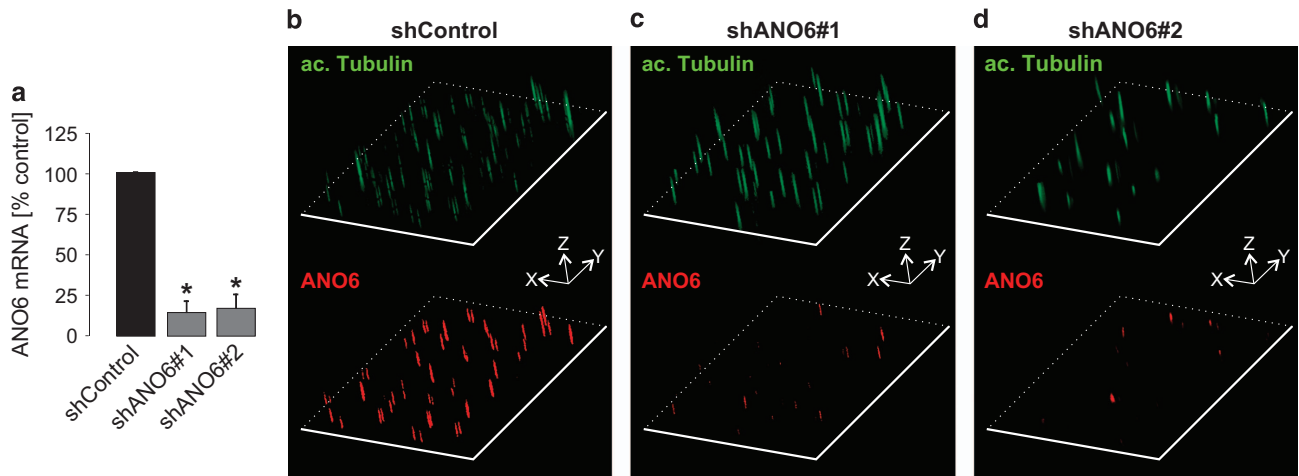 a
ANO6 mRNA [% control]
125
100
75
50
25
0
*
*
shControl
shANO6#1
shANO6#2
b
shControl
ac. Tubulin
Z
Y
X
ANO6
c
shANO6#1
ac. Tubulin
Z
Y
X
ANO6
d
shANO6#2
ac. Tubulin
Z
Y
X
ANO6